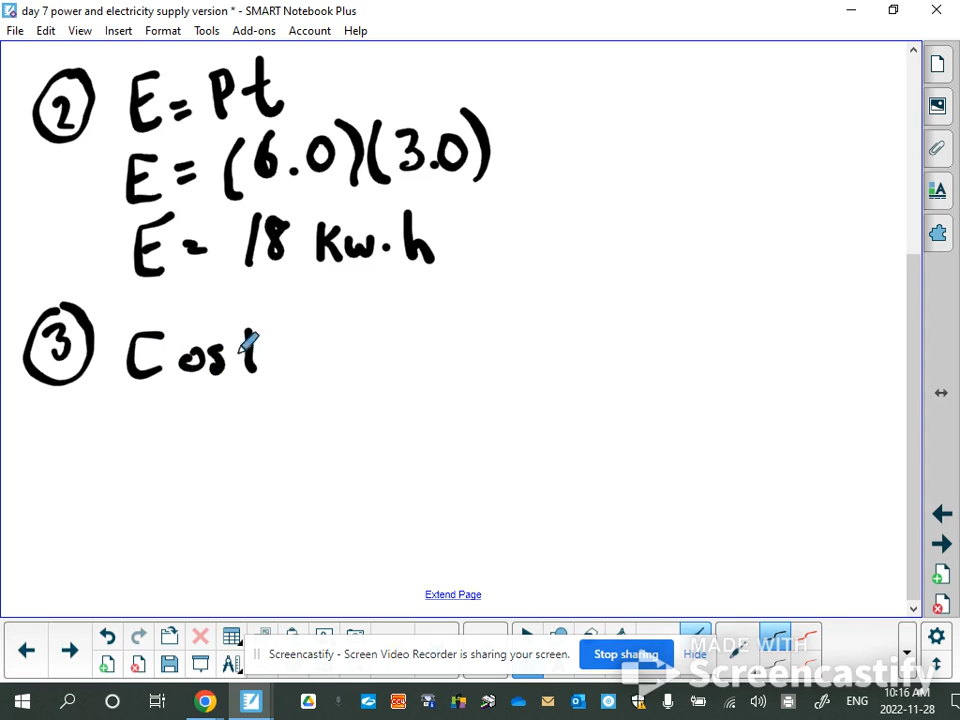 day 7 power and electricity supply version * - SMART Notebook Plus
File Edit View Insert Format Tools Add-ons Account Help
2 E = Pt
E = (6.0)(3.0)
E = 18 Kw·h
3 Cost
Extend Page
Screencastify - Screen Video Recorder is sharing your screen. Stop sharing Hide
MADE WITH
Screencastify
ENG
10:16 AM
2022-11-28